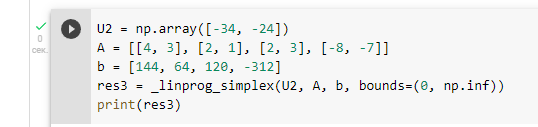 U2 = np.array([-34, -24])
0
сек.
A = [[4, 3], [2, 1], [2, 3], [-8, -7]]
b = [144, 64, 120, -312]
res3 = _linprog_simplex(U2, A, b, bounds=(0, np.inf))
print(res3)